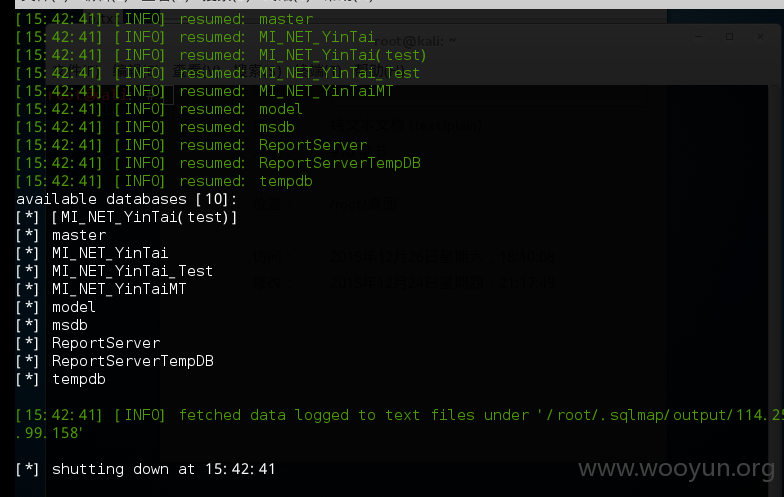 [15:42:41] [INFO] resumed: master
[15:42:41] [INFO] resumed: MI_NET_YinTai
root@kali: ~
[15:42:41] [INFO] resumed: MI_NET_YinTai(test)
[15:42:41] [INFO] resumed: MI_NET_YinTai_Test
[15:42:41] [INFO] resumed: MI_NET_YinTaiMT
[15:42:41] [INFO] resumed: model
[15:42:41] [INFO] resumed: msdb
[15:42:41] [INFO] resumed: ReportServer
[15:42:41] [INFO] resumed: ReportServerTempDB
[15:42:41] [INFO] resumed: tempdb
available databases [10]:
[*] [MI_NET_YinTai(test)]
[*] master
[*] MI_NET_YinTai
[*] MI_NET_YinTai_Test
[*] MI_NET_YinTaiMT
[*] model
[*] msdb
[*] ReportServer
[*] ReportServerTempDB
[*] tempdb
[15:42:41] [INFO] fetched data logged to text files under '/root/.sqlmap/output/114.25
.99.158'
[*] shutting down at 15:42:41
www.wooyun.org